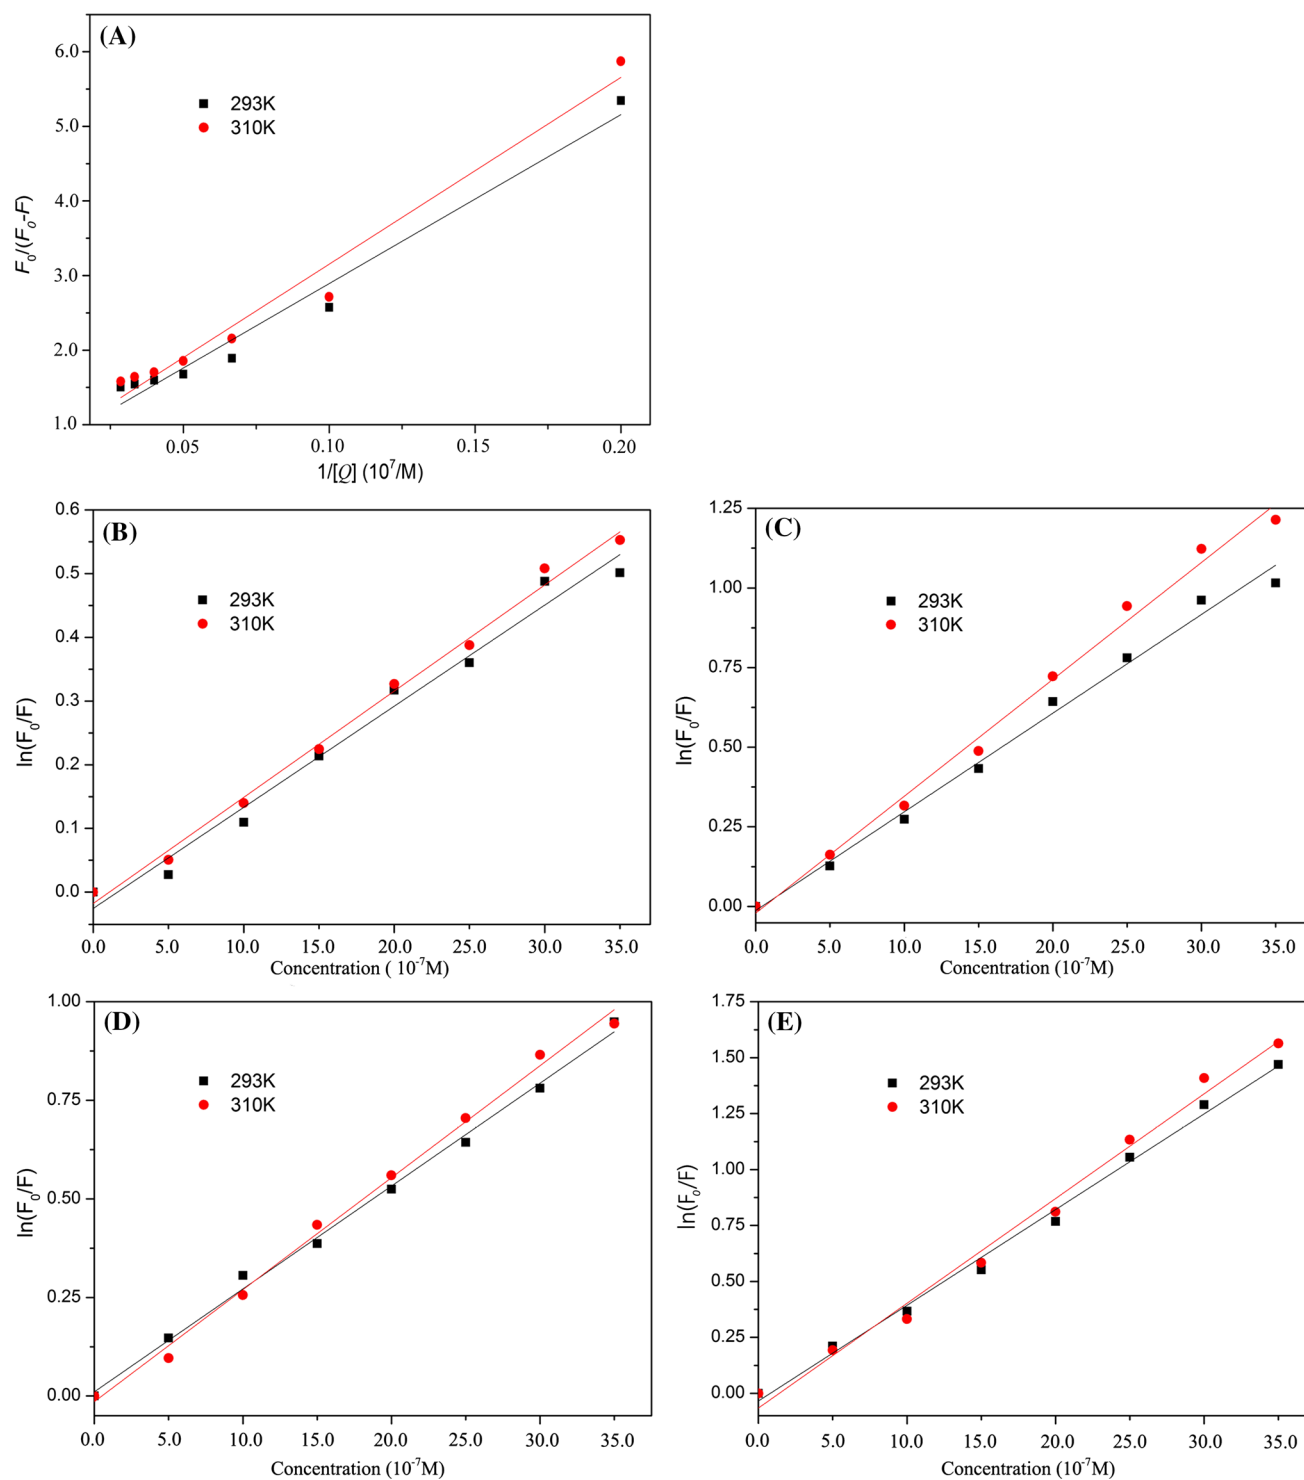 (A)
6.0
5.0
4.0
3.0
2.0
1.0
F₀/(F₀-F)
293K
310K
0.05 0.10 0.15 0.20
1/[Q] (10⁷/M)
(B)
0.6
0.5
0.4
0.3
0.2
0.1
0.0
ln(F₀/F)
293K
310K
0.0 5.0 10.0 15.0 20.0 25.0 30.0 35.0
Concentration ( 10⁻⁷M)
(C)
1.25
1.00
0.75
0.50
0.25
0.00
ln(F₀/F)
293K
310K
0.0 5.0 10.0 15.0 20.0 25.0 30.0 35.0
Concentration (10⁻⁷M)
(D)
1.00
0.75
0.50
0.25
0.00
ln(F₀/F)
293K
310K
0.0 5.0 10.0 15.0 20.0 25.0 30.0 35.0
Concentration (10⁻⁷M)
(E)
1.75
1.50
1.25
1.00
0.75
0.50
0.25
0.00
ln(F₀/F)
293K
310K
0.0 5.0 10.0 15.0 20.0 25.0 30.0 35.0
Concentration (10⁻⁷M)